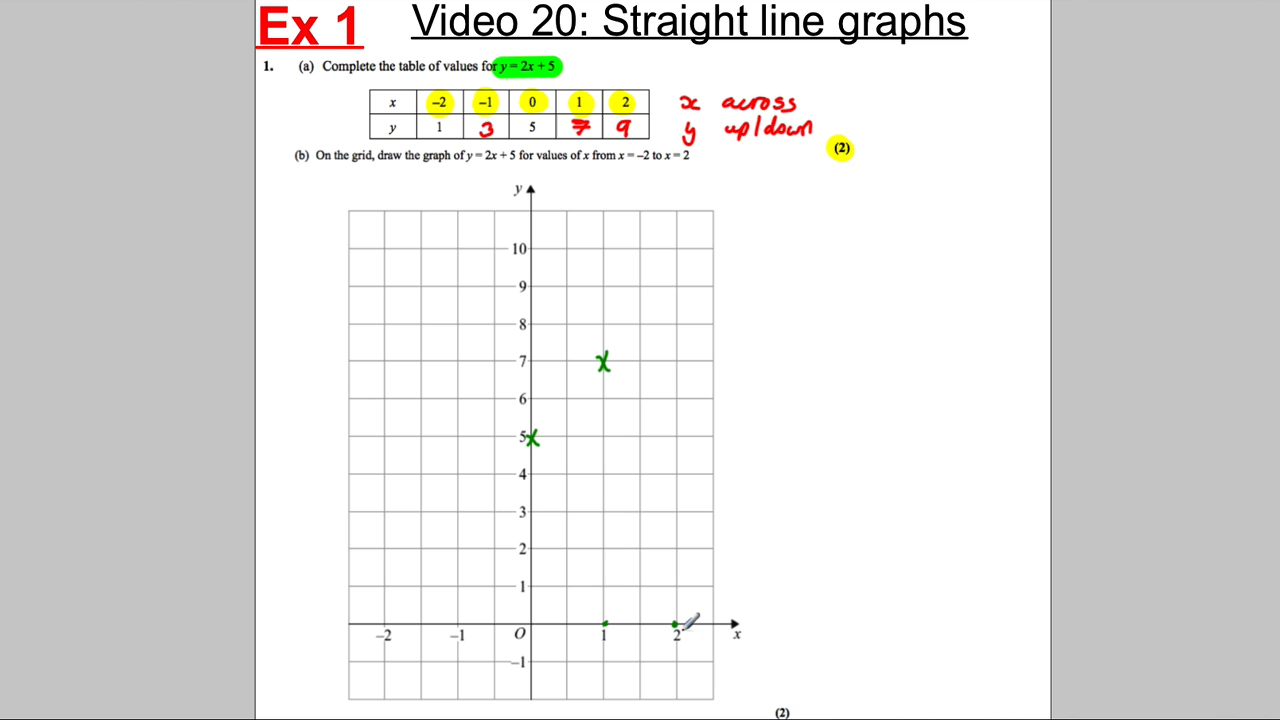 Ex 1 Video 20: Straight line graphs
1. (a) Complete the table of values for y = 2x + 5
x –2 –1 0 1 2 x across
y 1 3 5 7 9 y up/down
(2)
(b) On the grid, draw the graph of y = 2x + 5 for values of x from x = –2 to x = 2
y
10
9
8
7
6
5
4
3
2
1
–2 –1 O 1 2 x
–1
(2)